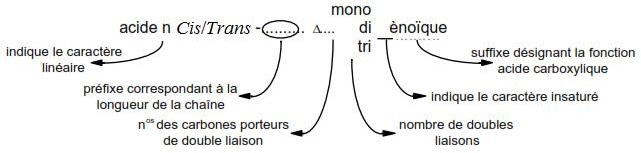 mono
acide n Cis/Trans - ......... Δ... di ènoïque
tri
indique le caractère
linéaire
suffixe désignant la fonction
acide carboxylique
préfixe correspondant à la
longueur de la chaîne
indique le caractère insaturé
nos des carbones porteurs
de double liaison
nombre de doubles
liaisons